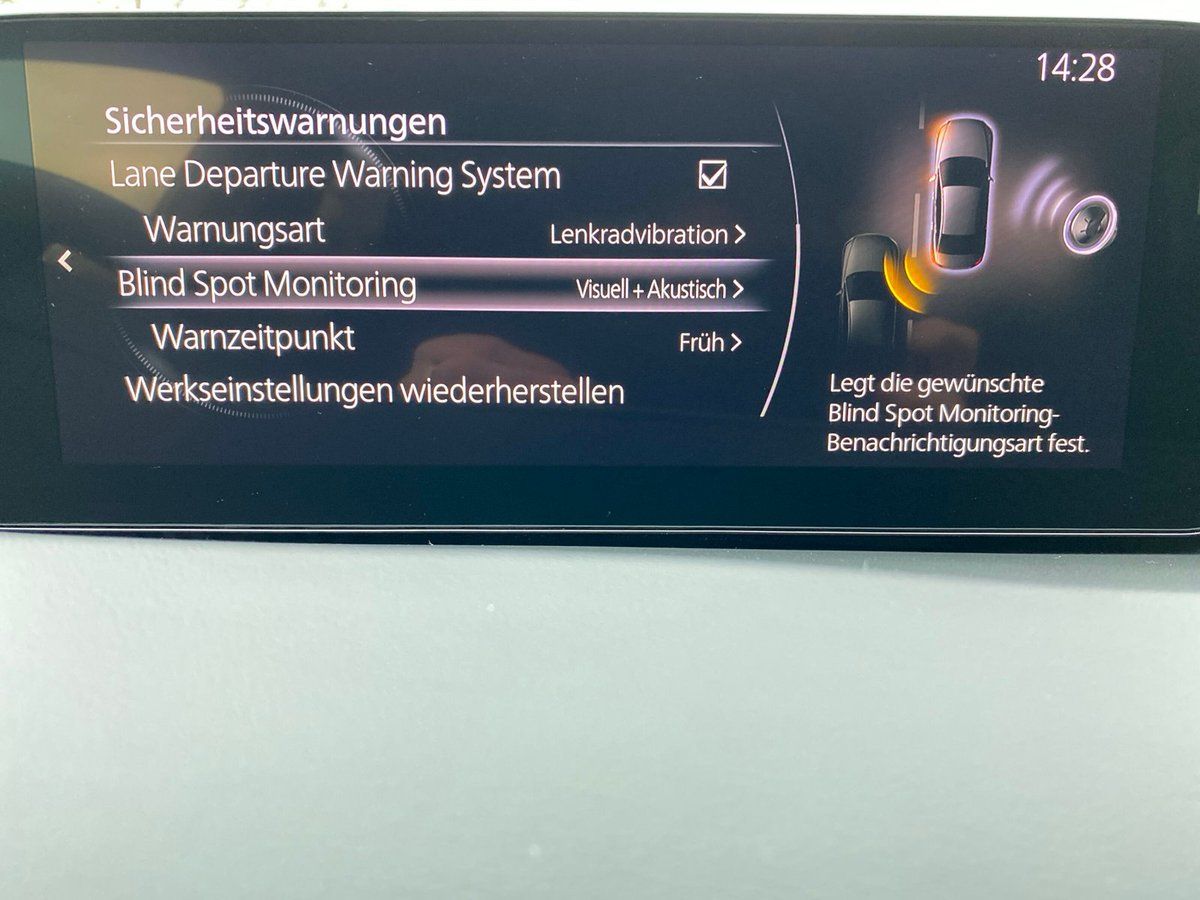 14:28
Sicherheitswarnungen
Lane Departure Warning System
Warnungsart Lenkradvibration
Blind Spot Monitoring Visuell + Akustisch
Warnzeitpunkt Früh
Werkseinstellungen wiederherstellen
Legt die gewünschte
Blind Spot Monitoring-
Benachrichtigungsart fest.